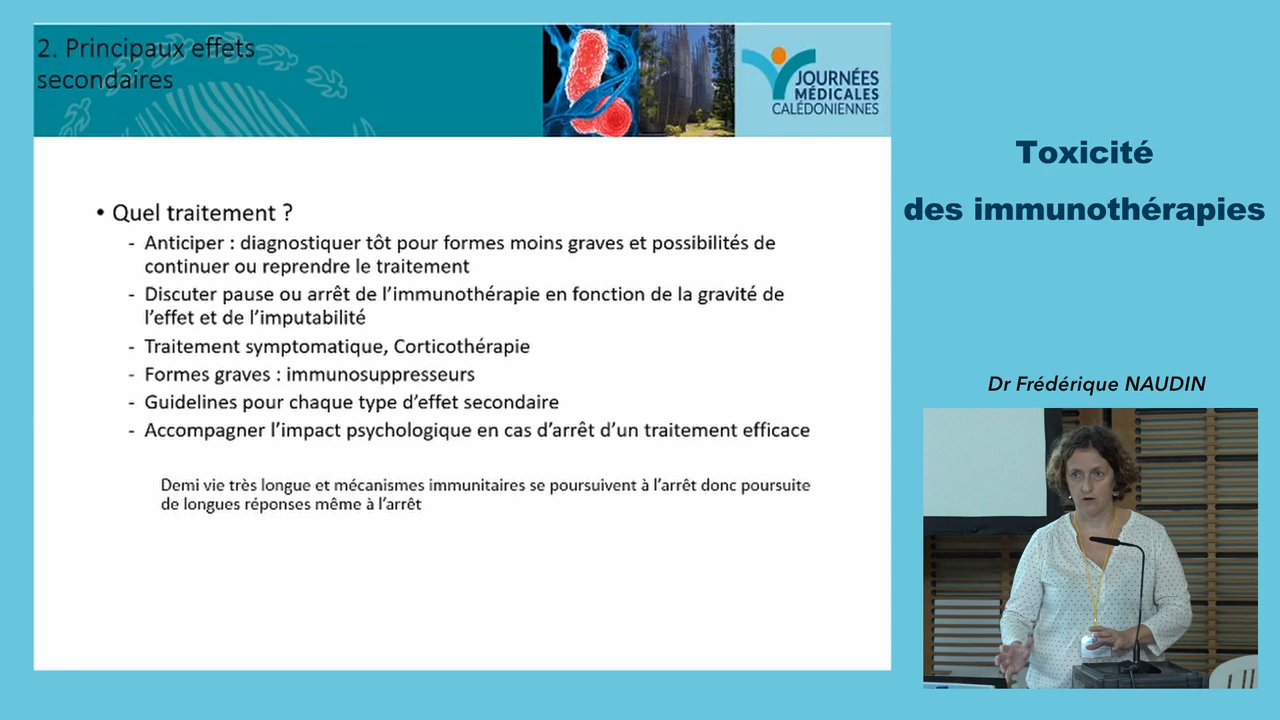 2. Principaux effets
secondaires
JOURNÉES
MÉDICALES
CALÉDONIENNES
• Quel traitement ?
- Anticiper : diagnostiquer tôt pour formes moins graves et possibilités de
continuer ou reprendre le traitement
- Discuter pause ou arrêt de l'immunothérapie en fonction de la gravité de
l'effet et de l'imputabilité
- Traitement symptomatique, Corticothérapie
- Formes graves : immunosuppresseurs
- Guidelines pour chaque type d'effet secondaire
- Accompagner l'impact psychologique en cas d'arrêt d'un traitement efficace
Demi vie très longue et mécanismes immunitaires se poursuivent à l'arrêt donc poursuite
de longues réponses même à l'arrêt
Toxicité
des immunothérapies
Dr Frédérique NAUDIN